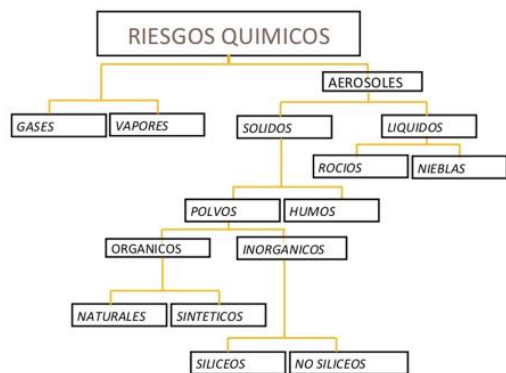 RIESGOS QUIMICOS
AEROSOLES
GASES
VAPORES
SOLIDOS
LIQUIDOS
ROCIOS
NIEBLAS
POLVOS
HUMOS
ORGANICOS
INORGANICOS
NATURALES
SINTETICOS
SILICEOS
NO SILICEOS